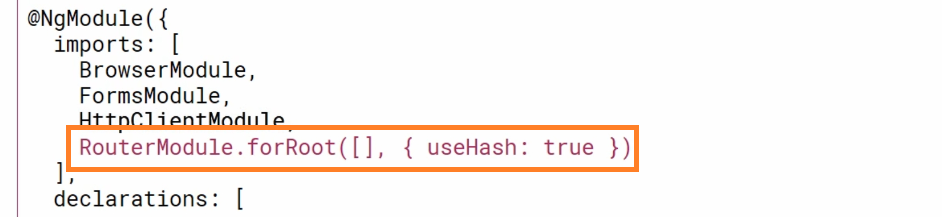 @NgModule({
imports: [
BrowserModule,
FormsModule,
HttpClientModule,
RouterModule.forRoot([], { useHash: true })
],
declarations: [